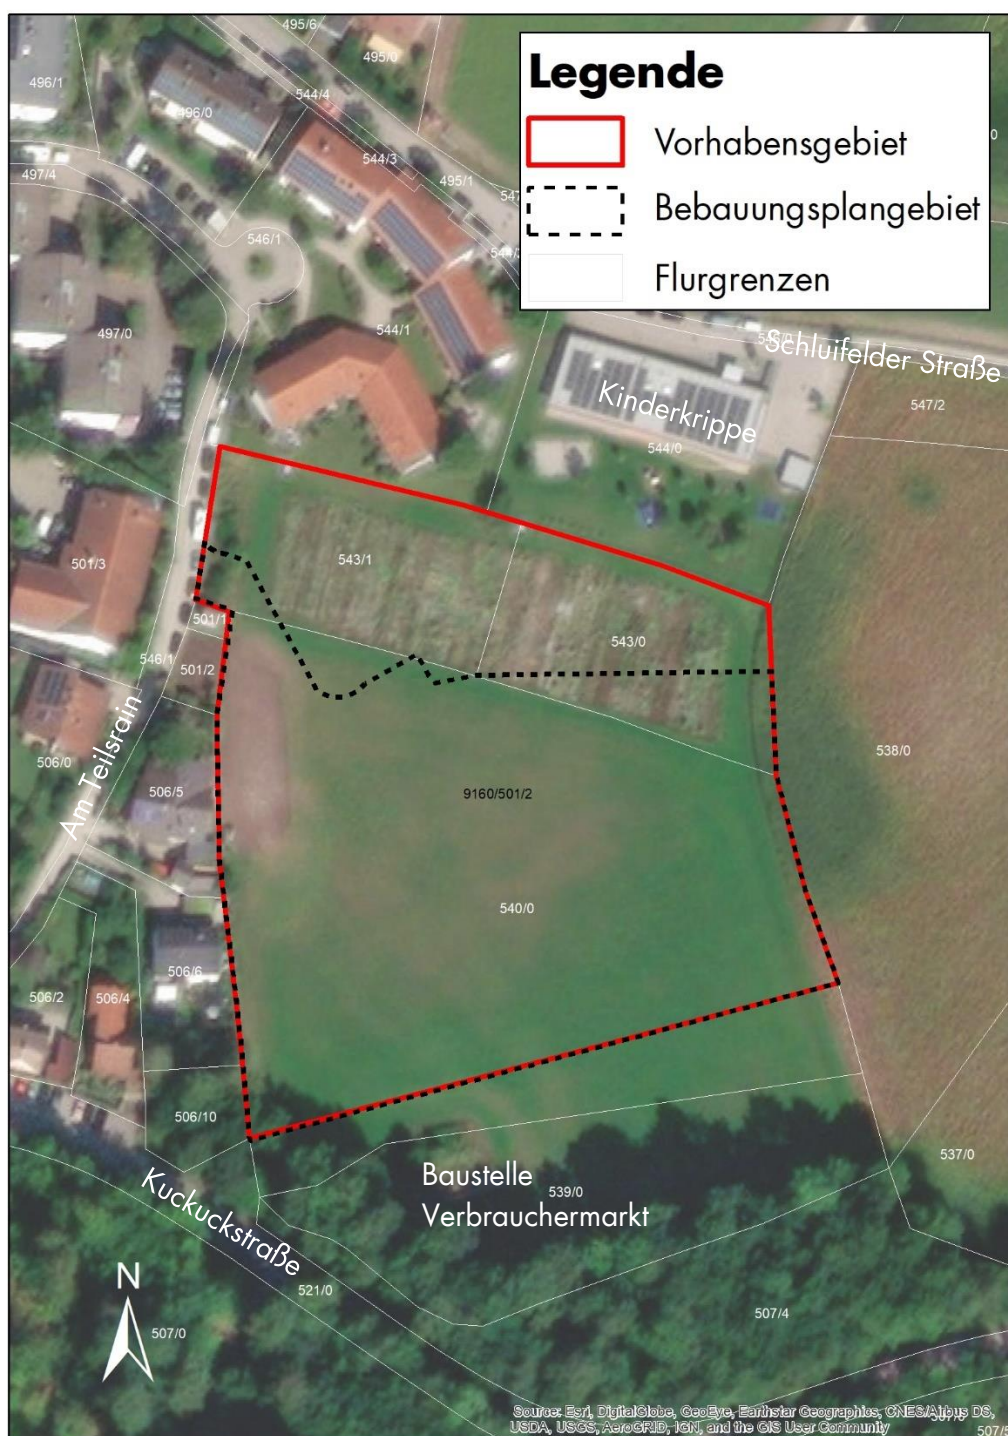 Legende
Vorhabensgebiet
Bebauungsplangebiet
Flurgrenzen
495/6
495/0
496/1
544/4
496/0
544/3
495/1
497/4
546/1
497/0
544/1
Schluifelder Straße
547/2
Kinderkrippe
544/0
501/3
543/1
543/0
501/1
546/1
501/2
Am Teilsrain
506/0
506/5
538/0
9160/501/2
540/0
506/6
506/2
506/4
506/10
537/0
Baustelle
Verbrauchermarkt
539/0
Kuckuckstraße
521/0
N
507/0
507/4
Source: Esri, DigitalGlobe, GeoEye, Earthstar Geographics, CNES/Airbus DS,
USDA, USGS, AeroGRID, IGN, and the GIS User Community